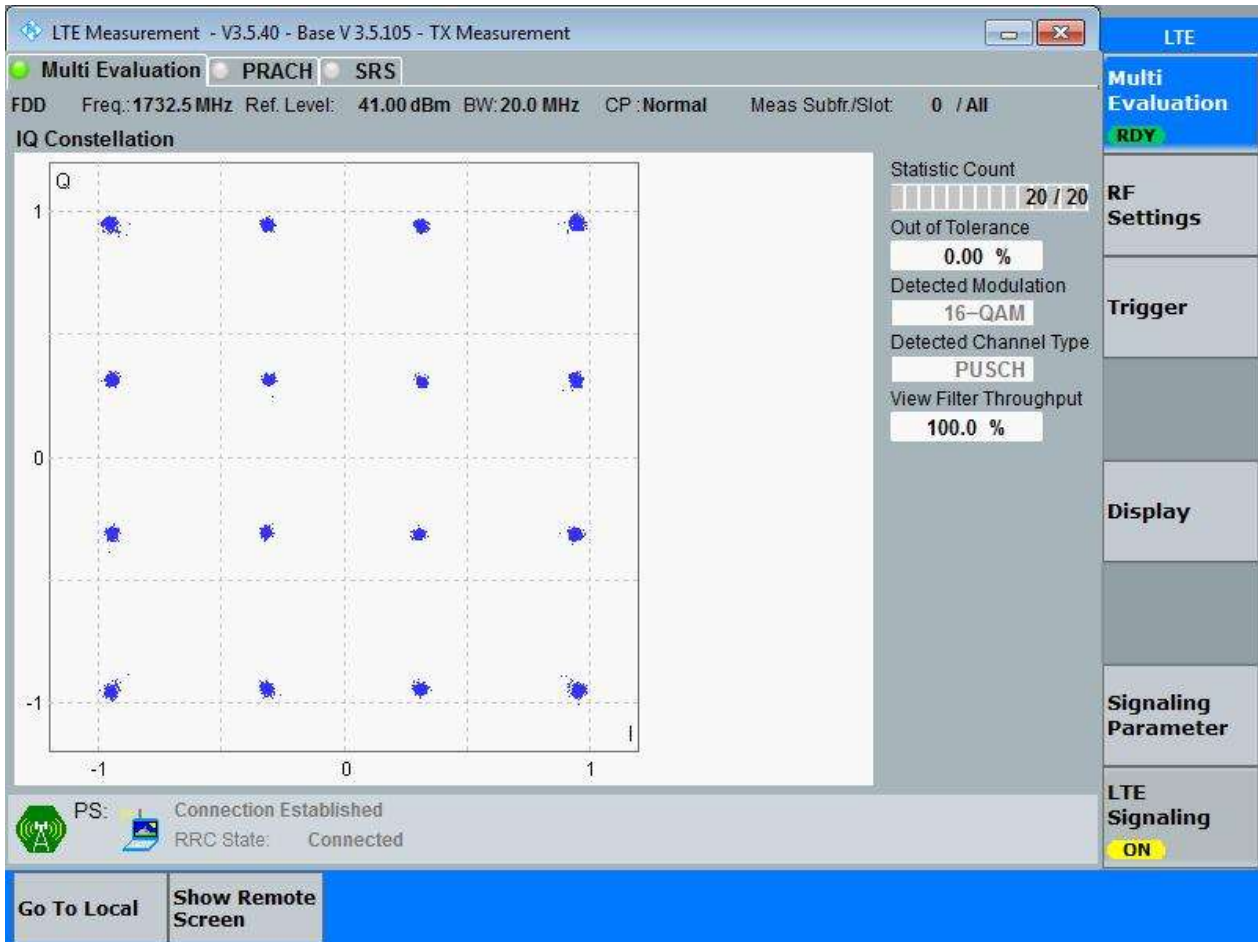 LTE Measurement - V3.5.40 - Base V 3.5.105 - TX Measurement
LTE
Multi Evaluation PRACH SRS
Multi
Evaluation
RDY
FDD Freq.: 1732.5 MHz Ref. Level: 41.00 dBm BW: 20.0 MHz CP : Normal Meas Subfr./Slot: 0 / All
IQ Constellation
Q
1
0
-1
I
-1 0 1
Statistic Count
20 / 20
Out of Tolerance
0.00 %
Detected Modulation
16-QAM
Detected Channel Type
PUSCH
View Filter Throughput
100.0 %
RF
Settings
Trigger
Display
Signaling
Parameter
LTE
Signaling
ON
PS: Connection Established
RRC State: Connected
Go To Local
Show Remote
Screen